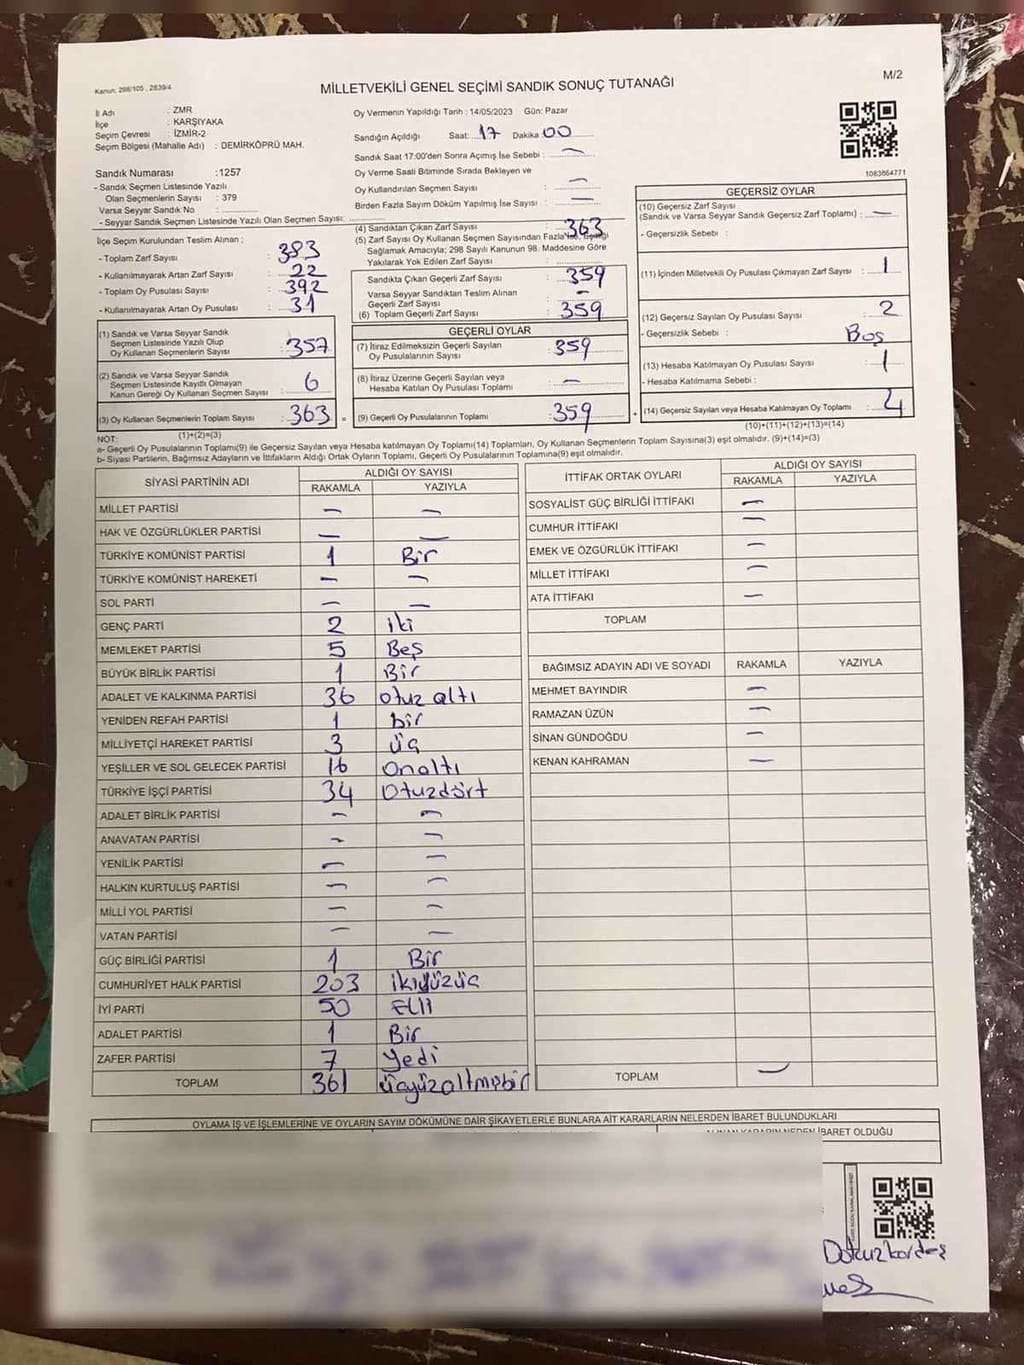 Kanun, 298/105 , 2839/4
MİLLETVEKİLİ GENEL SEÇİMİ SANDIK SONUÇ TUTANAĞI
M/2
İl Adı : ZMR
İlçe : KARŞIYAKA
Seçim Çevresi : İZMİR-2
Seçim Bölgesi (Mahalle Adı) : DEMİRKÖPRÜ MAH.
Sandık Numarası :1257
- Sandık Seçmen Listesinde Yazılı
Olan Seçmenlerin Sayısı : 379
Varsa Seyyar Sandık No :
- Seyyar Sandık Seçmen Listesinde Yazılı Olan Seçmen Sayısı:
Oy Vermenin Yapıldığı Tarih : 14/05/2023 Gün: Pazar
Sandığın Açıldığı Saat: 17 Dakika 00
Sandık Saat 17:00'den Sonra Açımış İse Sebebi : —
Oy Verme Saati Bitiminde Sırada Bekleyen ve
Oy Kullandırılan Seçmen Sayısı : —
Birden Fazla Sayım Döküm Yapılmış İse Sayısı : —
1083864771
İlçe Seçim Kurulundan Teslim Alınan :
- Toplam Zarf Sayısı : 383
- Kullanılmayarak Artan Zarf Sayısı : 22
- Toplam Oy Pusulası Sayısı : 392
- Kullanılmayarak Artan Oy Pusulası : 31
(4) Sandıktan Çıkan Zarf Sayısı : 363
(5) Zarf Sayısı Oy Kullanan Seçmen Sayısından Fazla İse, Eşitliği
Sağlamak Amacıyla; 298 Sayılı Kanunun 98. Maddesine Göre
Yakılarak Yok Edilen Zarf Sayısı :
Sandıkta Çıkan Geçerli Zarf Sayısı : 359
Varsa Seyyar Sandıktan Teslim Alınan
Geçerli Zarf Sayısı : —
(6) Toplam Geçerli Zarf Sayısı : 359
GEÇERSİZ OYLAR
(10) Geçersiz Zarf Sayısı
(Sandık ve Varsa Seyyar Sandık Geçersiz Zarf Toplamı) : —
- Geçersizlik Sebebi :
(11) İçinden Milletvekili Oy Pusulası Çıkmayan Zarf Sayısı : 1
(12) Geçersiz Sayılan Oy Pusulası Sayısı : 2
- Geçersizlik Sebebi : Boş
(13) Hesaba Katılmayan Oy Pusulası Sayısı : 1
- Hesaba Katılmama Sebebi :
(14) Geçersiz Sayılan veya Hesaba Katılmayan Oy Toplamı : 4
(10)+(11)+(12)+(13)=(14)
(1) Sandık ve Varsa Seyyar Sandık
Seçmen Listesinde Yazılı Olup
Oy Kullanan Seçmenlerin Sayısı : 357
(2) Sandık ve Varsa Seyyar Sandık
Seçmen Listesinde Kayıtlı Olmayan
Kanun Gereği Oy Kullanan Seçmen Sayısı : 6
(3) Oy Kullanan Seçmenlerin Toplam Sayısı : 363
(1)+(2)=(3)
GEÇERLİ OYLAR
(7) İtiraz Edilmeksizin Geçerli Sayılan
Oy Pusulalarının Sayısı : 359
(8) İtiraz Üzerine Geçerli Sayılan veya
Hesaba Katılan Oy Pusulası Toplamı : —
(9) Geçerli Oy Pusulalarının Toplamı : 359
NOT:
a- Geçerli Oy Pusulalarının Toplamı(9) ile Geçersiz Sayılan veya Hesaba katılmayan Oy Toplamı(14) Toplamları, Oy Kullanan Seçmenlerin Toplam Sayısına(3) eşit olmalıdır. (9)+(14)=(3)
b- Siyasi Partilerin, Bağımsız Adayların ve İttifakların Aldığı Ortak Oyların Toplamı, Geçerli Oy Pusulalarının Toplamına(9) eşit olmalıdır.
SİYASİ PARTİNİN ADI ALDIĞI OY SAYISI
RAKAMLA YAZIYLA
MİLLET PARTİSİ — —
HAK VE ÖZGÜRLÜKLER PARTİSİ — —
TÜRKİYE KOMÜNİST PARTİSİ 1 Bir
TÜRKİYE KOMÜNİST HAREKETİ — —
SOL PARTİ — —
GENÇ PARTİ 2 iki
MEMLEKET PARTİSİ 5 Beş
BÜYÜK BİRLİK PARTİSİ 1 Bir
ADALET VE KALKINMA PARTİSİ 36 otuz altı
YENİDEN REFAH PARTİSİ 1 bir
MİLLİYETÇİ HAREKET PARTİSİ 3 üç
YEŞİLLER VE SOL GELECEK PARTİSİ 16 Onaltı
TÜRKİYE İŞÇİ PARTİSİ 34 Otuzdört
ADALET BİRLİK PARTİSİ — —
ANAVATAN PARTİSİ — —
YENİLİK PARTİSİ — —
HALKIN KURTULUŞ PARTİSİ — —
MİLLİ YOL PARTİSİ — —
VATAN PARTİSİ — —
GÜÇ BİRLİĞİ PARTİSİ 1 Bir
CUMHURİYET HALK PARTİSİ 203 ikiyüzüç
İYİ PARTİ 50 Elli
ADALET PARTİSİ 1 Bir
ZAFER PARTİSİ 7 Yedi
TOPLAM 361 üçyüzaltmışbir
İTTİFAK ORTAK OYLARI ALDIĞI OY SAYISI
RAKAMLA YAZIYLA
SOSYALİST GÜÇ BİRLİĞİ İTTİFAKI —
CUMHUR İTTİFAKI —
EMEK VE ÖZGÜRLÜK İTTİFAKI —
MİLLET İTTİFAKI —
ATA İTTİFAKI —
TOPLAM
BAĞIMSIZ ADAYIN ADI VE SOYADI RAKAMLA YAZIYLA
MEHMET BAYINDIR —
RAMAZAN ÜZÜN —
SİNAN GÜNDOĞDU —
KENAN KAHRAMAN —
TOPLAM —
OYLAMA İŞ VE İŞLEMLERİNE VE OYLARIN SAYIM DÖKÜMÜNE DAİR ŞİKAYETLERLE BUNLARA AİT KARARLARIN NELERDEN İBARET BULUNDUKLARI
ALINAN KARARIN NEDEN İBARET OLDUĞU
Dokuzkardeş